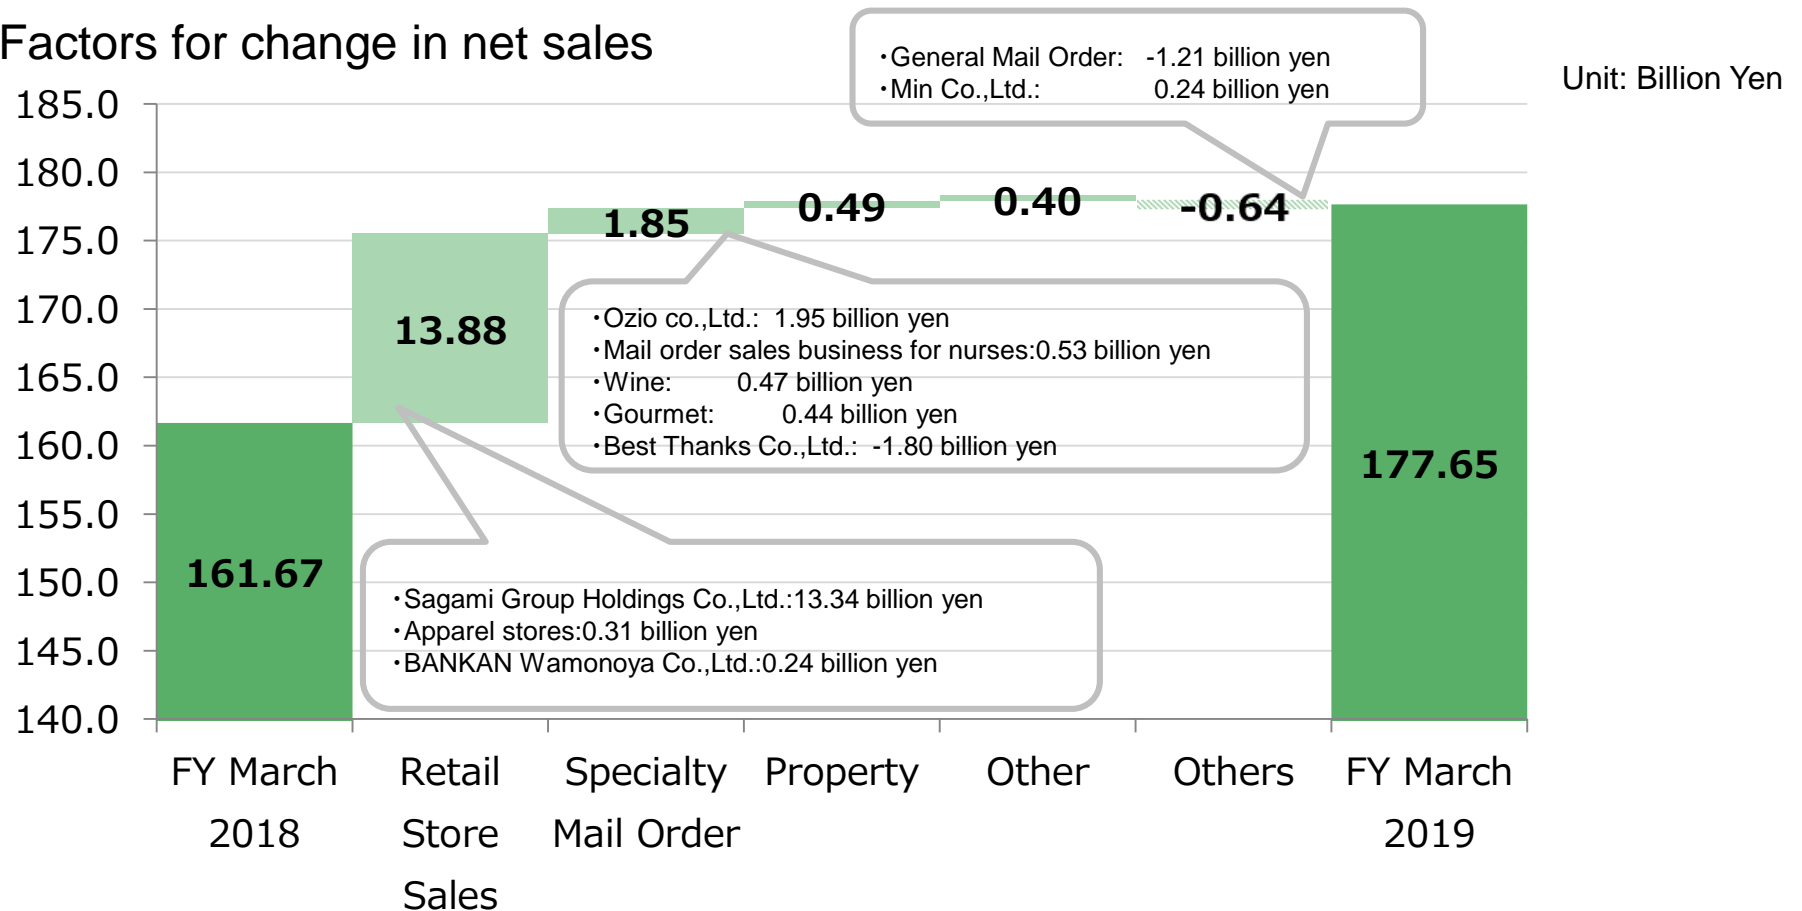 Factors for change in net sales
・General Mail Order: -1.21 billion yen
・Min Co.,Ltd.: 0.24 billion yen
Unit: Billion Yen
185.0
180.0
175.0
170.0
165.0
160.0
155.0
150.0
145.0
140.0
161.67
13.88
1.85
0.49
0.40
-0.64
177.65
・Ozio co.,Ltd.: 1.95 billion yen
・Mail order sales business for nurses:0.53 billion yen
・Wine: 0.47 billion yen
・Gourmet: 0.44 billion yen
・Best Thanks Co.,Ltd.: -1.80 billion yen
・Sagami Group Holdings Co.,Ltd.:13.34 billion yen
・Apparel stores:0.31 billion yen
・BANKAN Wamonoya Co.,Ltd.:0.24 billion yen
FY March
2018
Retail
Store
Sales
Specialty
Mail Order
Property
Other
Others
FY March
2019